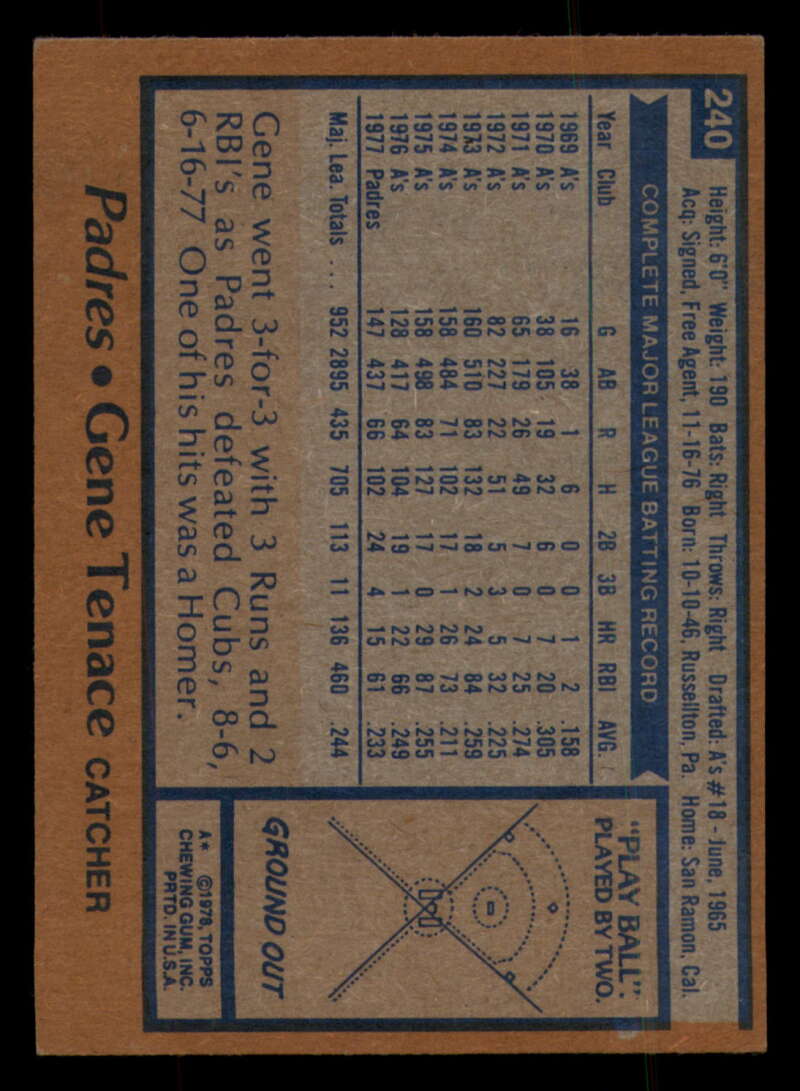 240
Height: 6'0" Weight: 190 Bats: Right Throws: Right Drafted: A's #18 - June, 1965
Acq: Signed, Free Agent, 11-16-76 Born: 10-10-46, Russellton, Pa. Home: San Ramon, Cal.
COMPLETE MAJOR LEAGUE BATTING RECORD
Year Club G AB R H 2B 3B HR RBI AVG.
1969 A's 16 38 1 6 0 0 1 2 .158
1970 A's 38 105 19 32 6 0 7 20 .305
1971 A's 65 179 26 49 7 0 7 25 .274
1972 A's 82 227 22 51 5 3 5 32 .225
1973 A's 160 510 83 132 18 2 24 84 .259
1974 A's 158 484 71 102 17 1 26 73 .211
1975 A's 158 498 83 127 17 0 29 87 .255
1976 A's 128 417 64 104 19 1 22 66 .249
1977 Padres 147 437 66 102 24 4 15 61 .233
Maj. Lea. Totals ... 952 2895 435 705 113 11 136 460 .244
Gene went 3-for-3 with 3 Runs and 2
RBI's as Padres defeated Cubs, 8-6,
6-16-77 One of his hits was a Homer.
"PLAY BALL":
PLAYED BY TWO.
GROUND OUT
A* ©1978, TOPPS
CHEWING GUM, INC.
PRTD. IN U.S.A.
Padres • Gene Tenace CATCHER